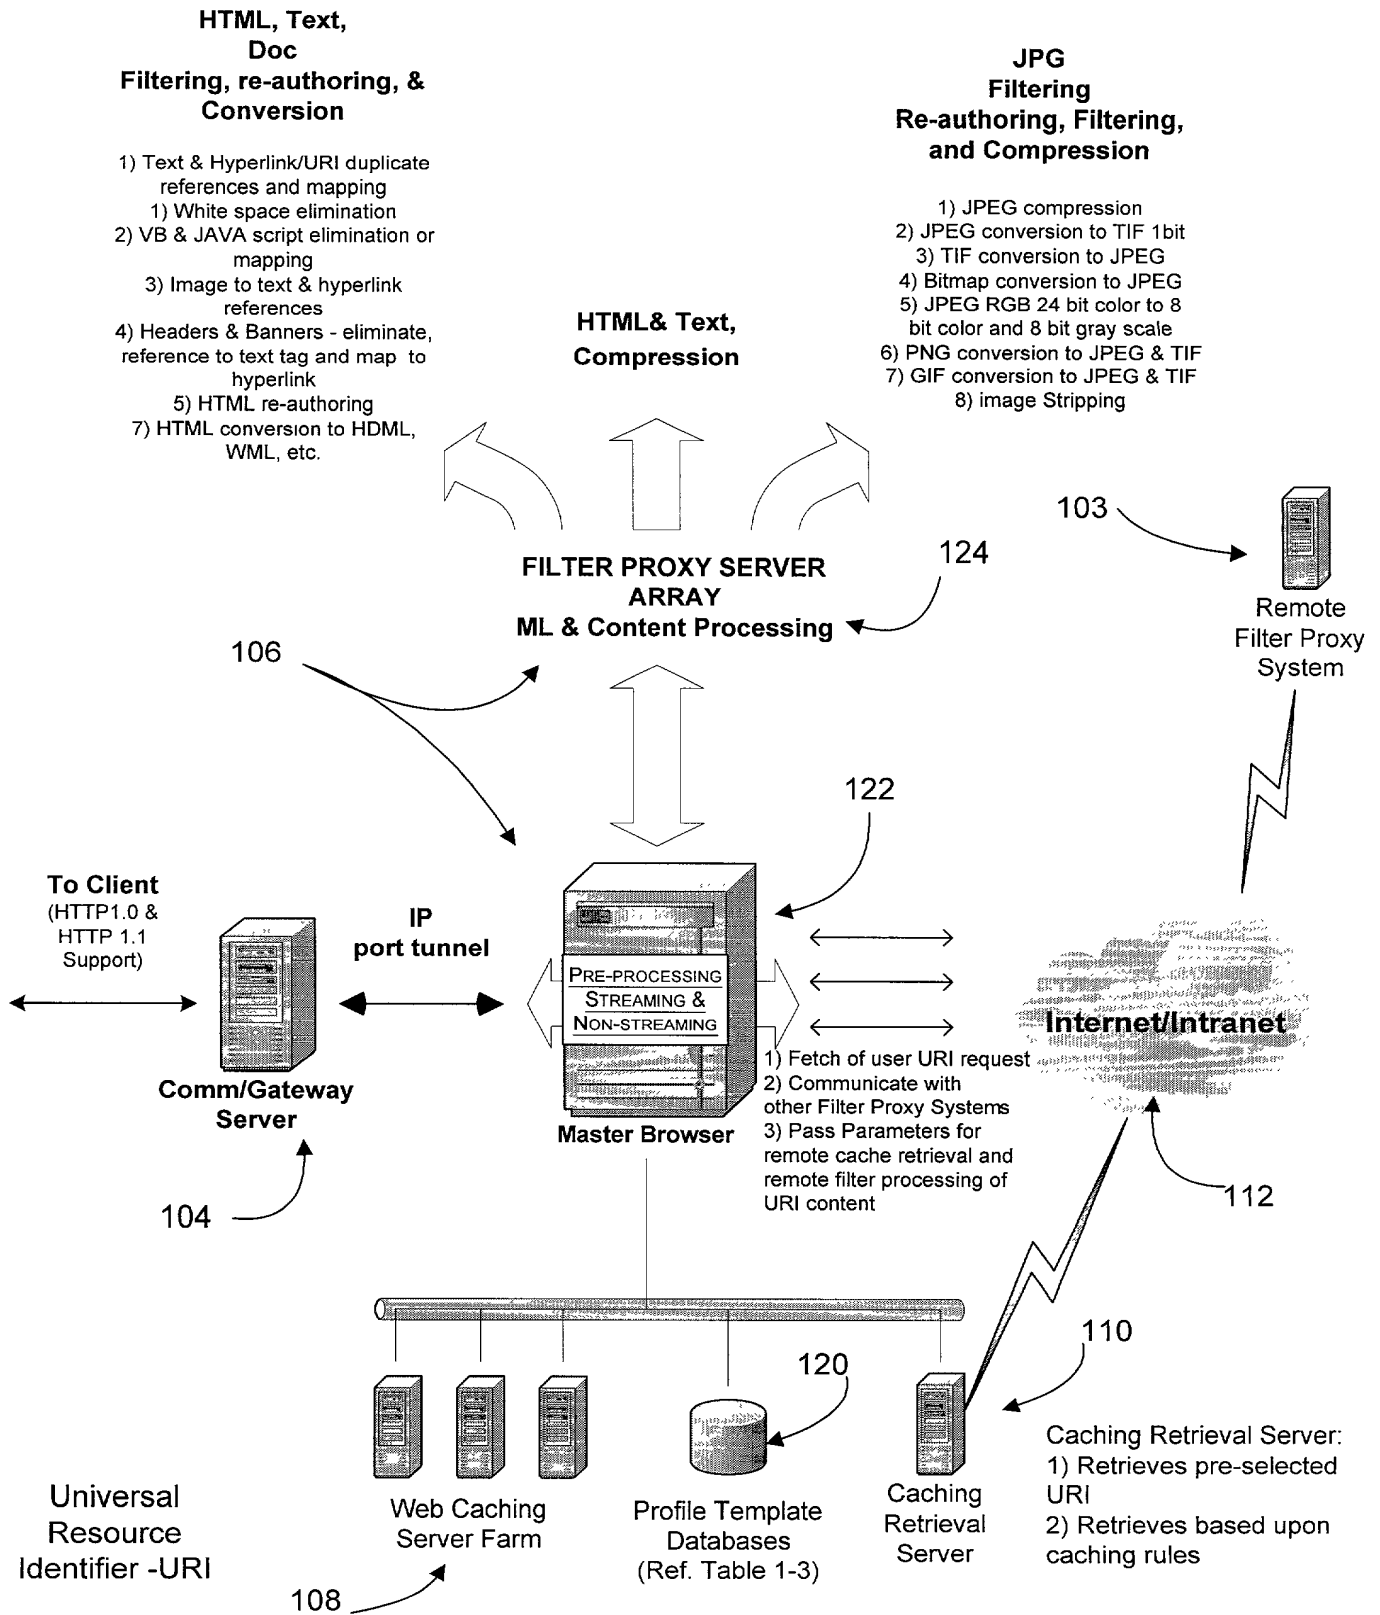 HTML, Text,
Doc
Filtering, re-authoring, &
Conversion
1) Text & Hyperlink/URI duplicate
references and mapping
1) White space elimination
2) VB & JAVA script elimination or
mapping
3) Image to text & hyperlink
references
4) Headers & Banners - eliminate,
reference to text tag and map to
hyperlink
5) HTML re-authoring
7) HTML conversion to HDML,
WML, etc.
HTML& Text,
Compression
JPG
Filtering
Re-authoring, Filtering,
and Compression
1) JPEG compression
2) JPEG conversion to TIF 1bit
3) TIF conversion to JPEG
4) Bitmap conversion to JPEG
5) JPEG RGB 24 bit color to 8
bit color and 8 bit gray scale
6) PNG conversion to JPEG & TIF
7) GIF conversion to JPEG & TIF
8) image Stripping
103
Remote
Filter Proxy
System
FILTER PROXY SERVER
ARRAY
ML & Content Processing
124
106
122
To Client
(HTTP1.0 &
HTTP 1.1
Support)
IP
port tunnel
PRE-PROCESSING
STREAMING &
NON-STREAMING
Internet/Intranet
Comm/Gateway
Server
Master Browser
1) Fetch of user URI request
2) Communicate with
other Filter Proxy Systems
3) Pass Parameters for
remote cache retrieval and
remote filter processing of
URI content
104
112
110
120
Universal
Resource
Identifier -URI
Web Caching
Server Farm
108
Profile Template
Databases
(Ref. Table 1-3)
Caching
Retrieval
Server
Caching Retrieval Server:
1) Retrieves pre-selected
URI
2) Retrieves based upon
caching rules